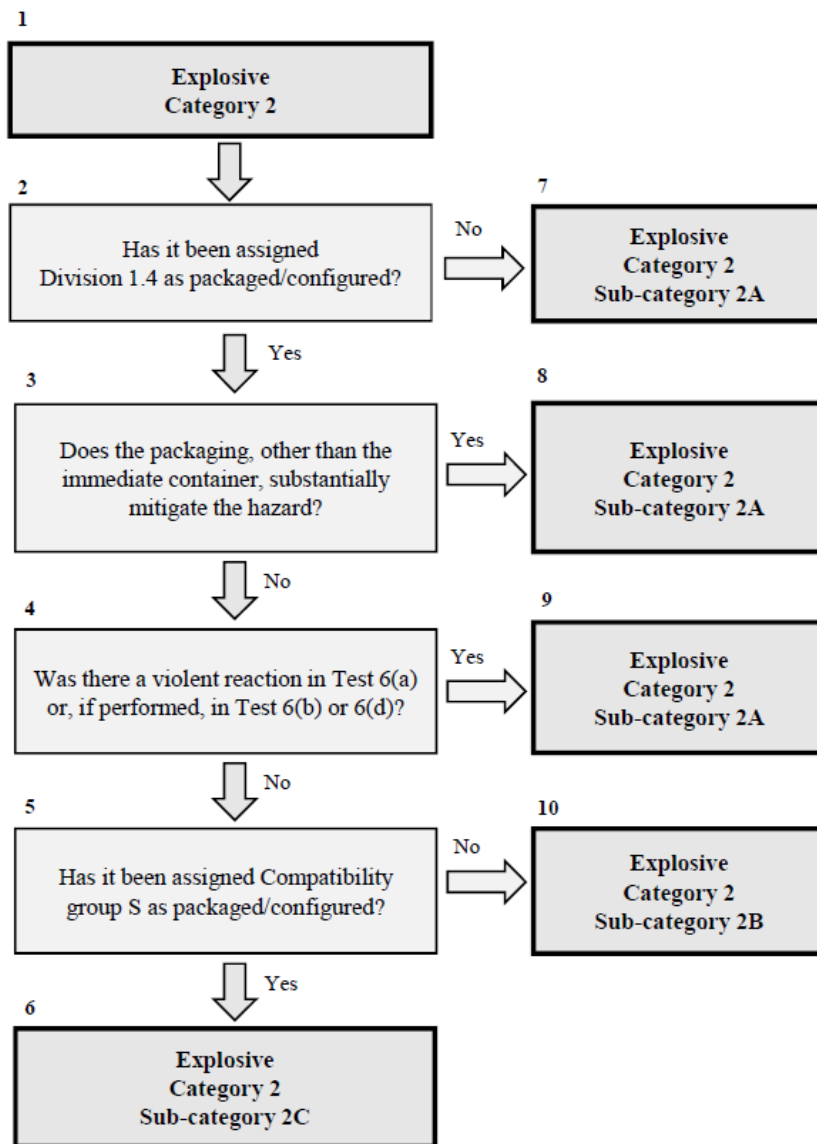 1
Explosive
Category 2
2
Has it been assigned
Division 1.4 as packaged/configured?
No
7
Explosive
Category 2
Sub-category 2A
Yes
3
Does the packaging, other than the
immediate container, substantially
mitigate the hazard?
Yes
8
Explosive
Category 2
Sub-category 2A
No
4
Was there a violent reaction in Test 6(a)
or, if performed, in Test 6(b) or 6(d)?
Yes
9
Explosive
Category 2
Sub-category 2A
No
5
Has it been assigned Compatibility
group S as packaged/configured?
No
10
Explosive
Category 2
Sub-category 2B
Yes
6
Explosive
Category 2
Sub-category 2C